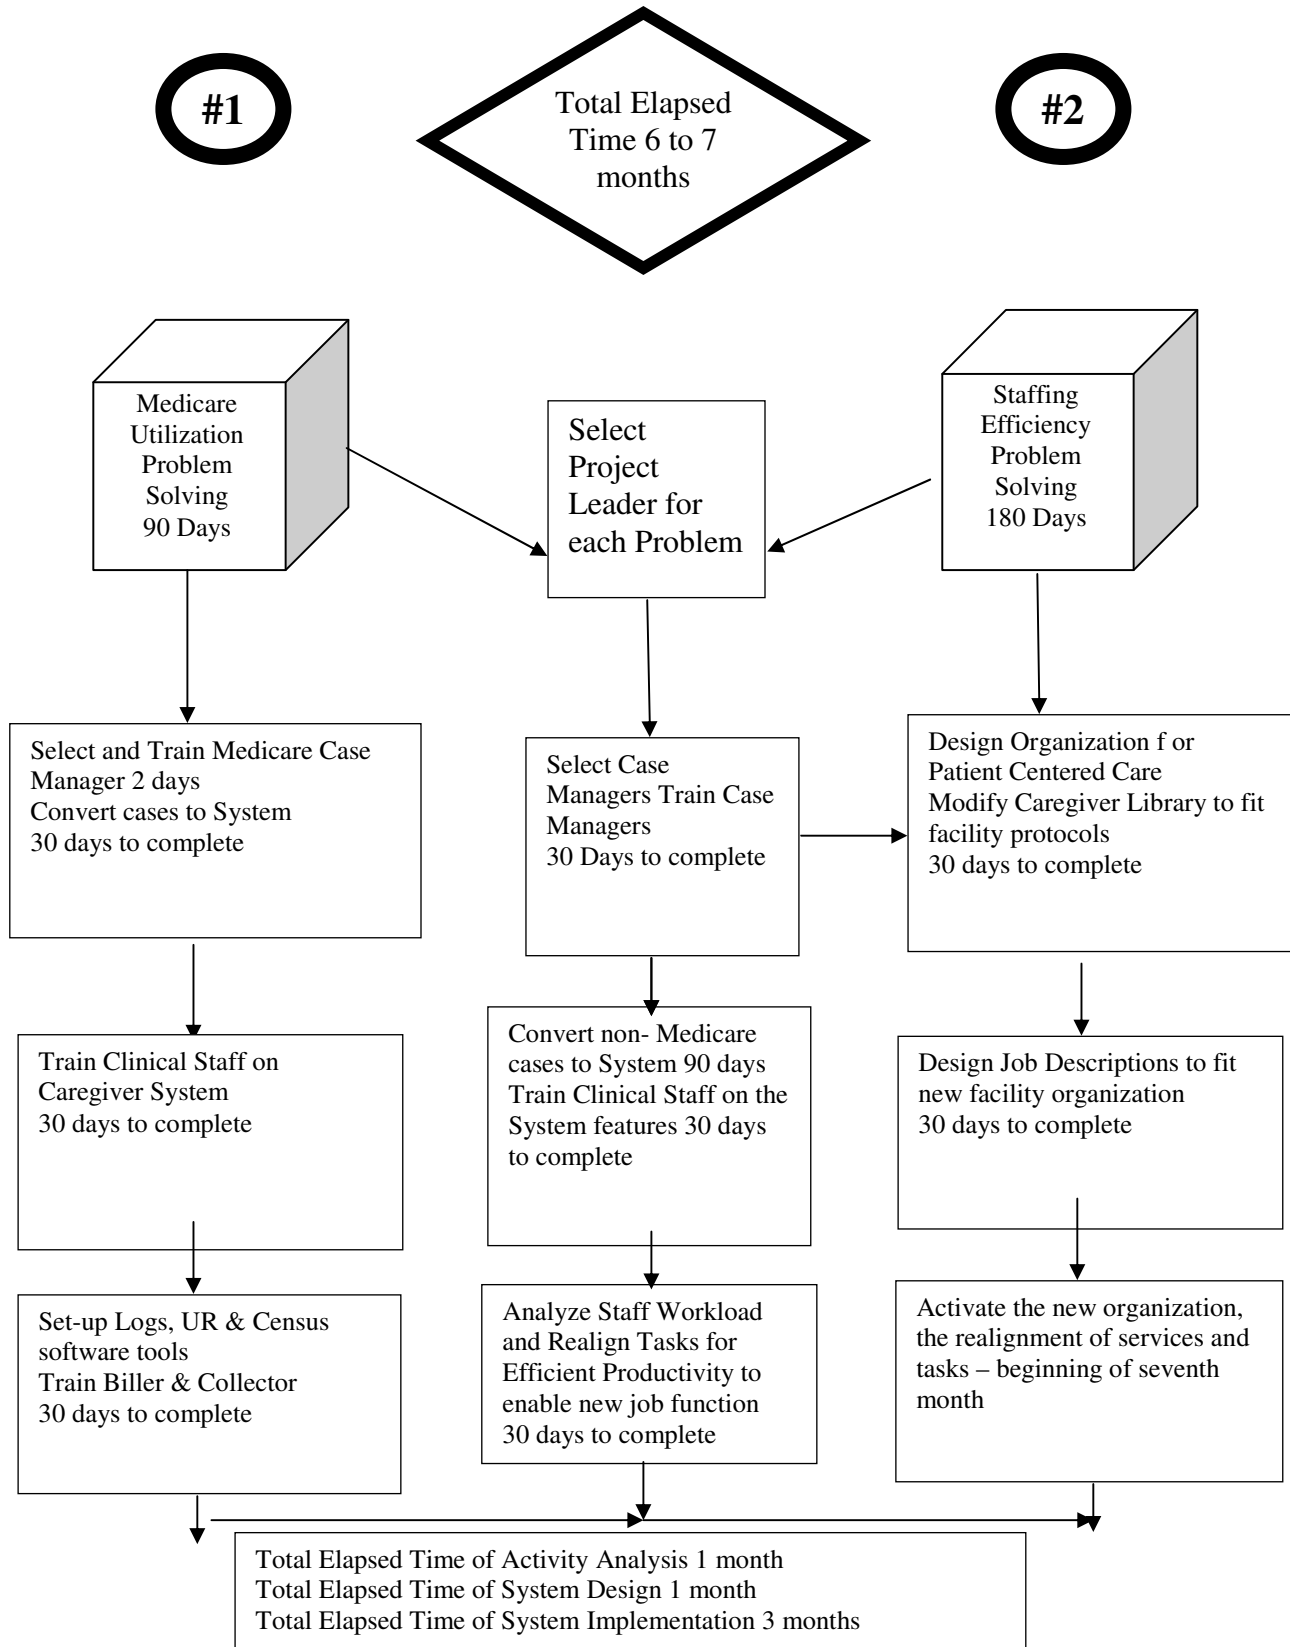 #1
Total Elapsed
Time 6 to 7
months
#2
Medicare
Utilization
Problem
Solving
90 Days
Select
Project
Leader for
each Problem
Staffing
Efficiency
Problem
Solving
180 Days
Select and Train Medicare Case
Manager 2 days
Convert cases to System
30 days to complete
Select Case
Managers Train Case
Managers
30 Days to complete
Design Organization f or
Patient Centered Care
Modify Caregiver Library to fit
facility protocols
30 days to complete
Train Clinical Staff on
Caregiver System
30 days to complete
Convert non- Medicare
cases to System 90 days
Train Clinical Staff on the
System features 30 days
to complete
Design Job Descriptions to fit
new facility organization
30 days to complete
Set-up Logs, UR & Census
software tools
Train Biller & Collector
30 days to complete
Analyze Staff Workload
and Realign Tasks for
Efficient Productivity to
enable new job function
30 days to complete
Activate the new organization,
the realignment of services and
tasks – beginning of seventh
month
Total Elapsed Time of Activity Analysis 1 month
Total Elapsed Time of System Design 1 month
Total Elapsed Time of System Implementation 3 months